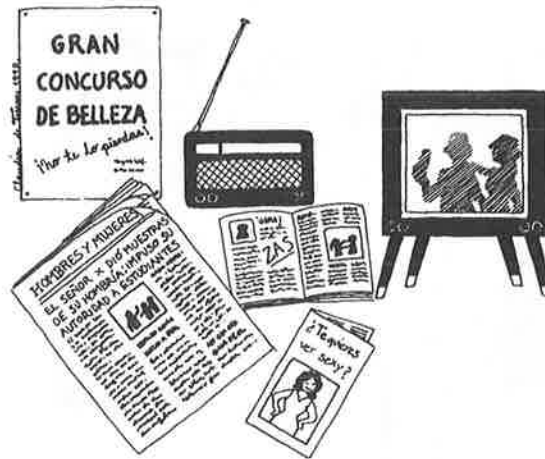 GRAN
CONCURSO
DE BELLEZA
¡No te lo pierdas!
HOMBRES Y MUJERES
EL SEÑOR X DIÓ MUESTRAS
DE SU HOMBRÍA: IMPUSO SU
AUTORIDAD A ESTUDIANTES
ZAS
¿Te quieres
ver sexy?